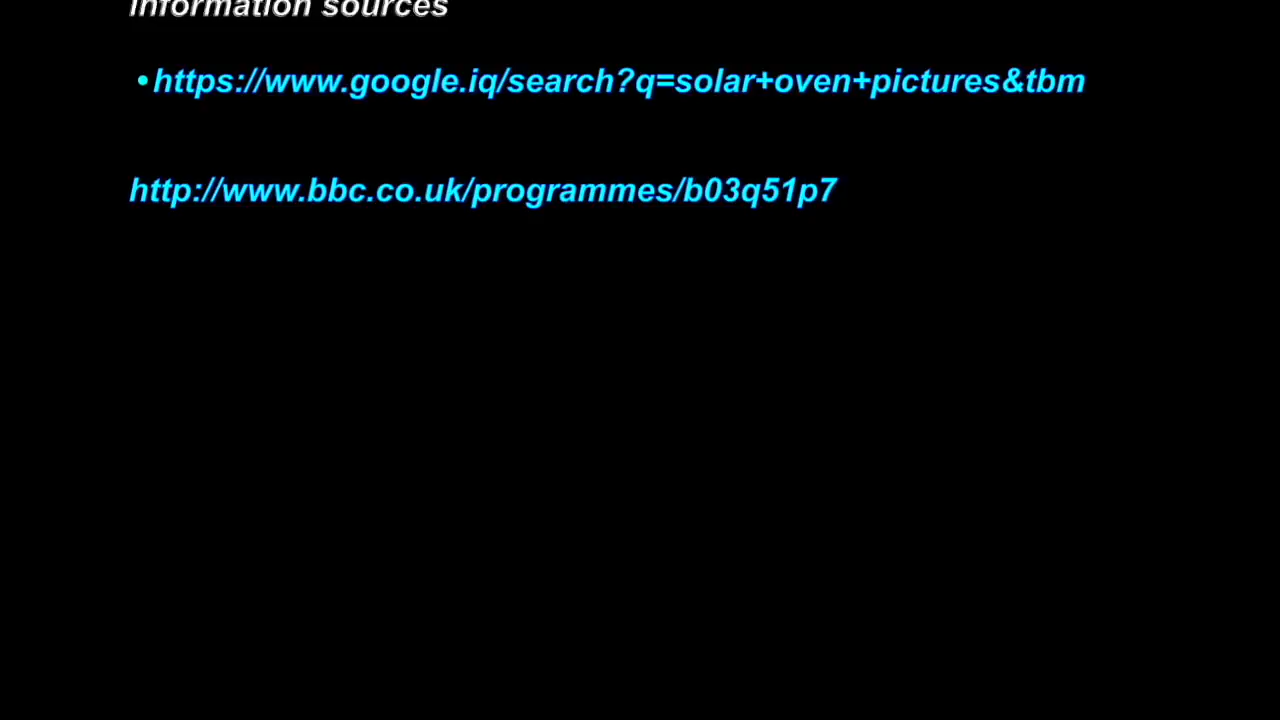 information sources
•https://www.google.iq/search?q=solar+oven+pictures&tbm
http://www.bbc.co.uk/programmes/b03q51p7